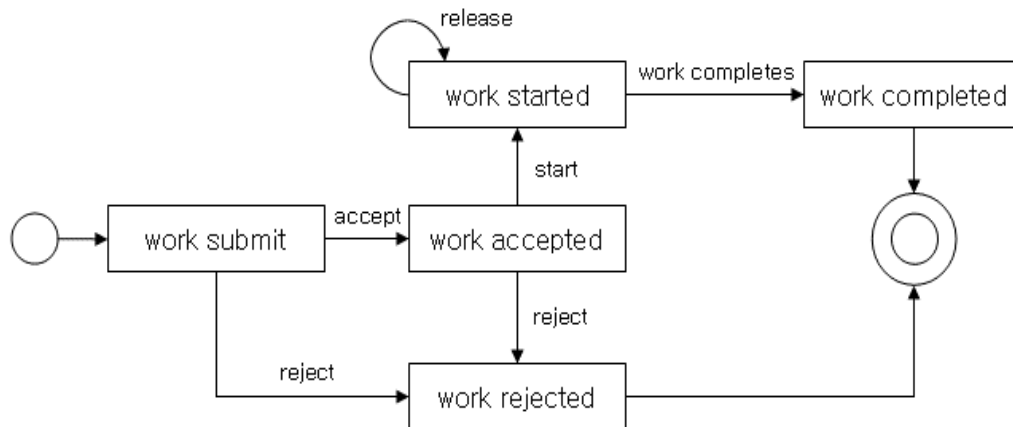 release
work started
work completes
work completed
start
work submit
accept
work accepted
reject
reject
work rejected